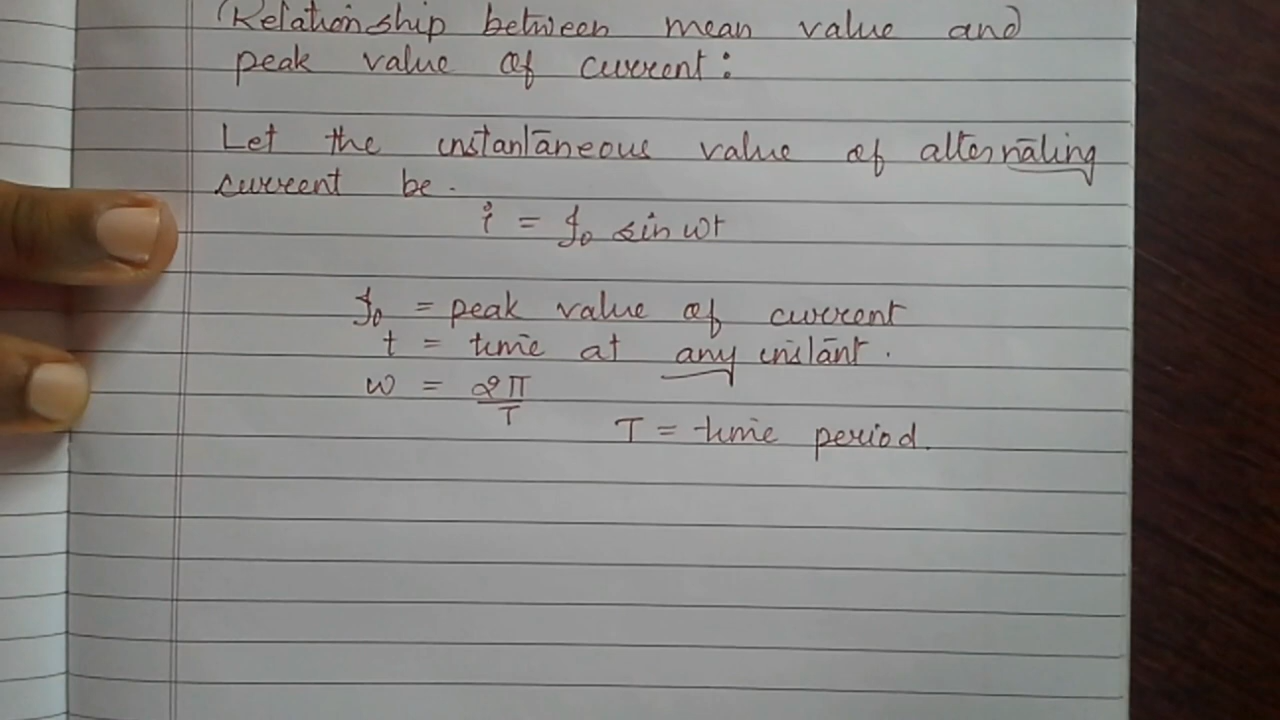 Relationship between mean value and
peak value of current:
Let the instantaneous value of alternating
current be.
i = I₀ sin ωt
I₀ = peak value of current
t = time at any instant.
ω = 2π/T
T = time period.